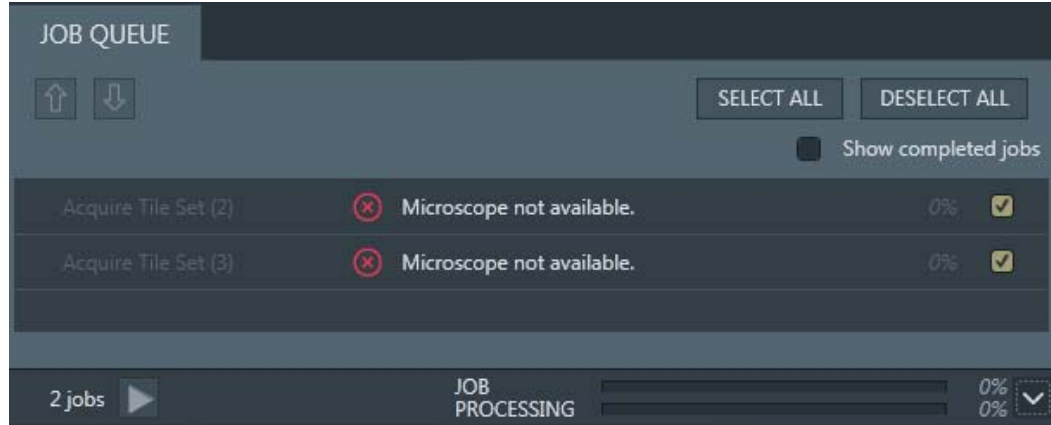 JOB QUEUE
SELECT ALL DESELECT ALL
Show completed jobs
Acquire Tile Set (2) Microscope not available. 0%
Acquire Tile Set (3) Microscope not available. 0%
2 jobs JOB 0%
PROCESSING 0%